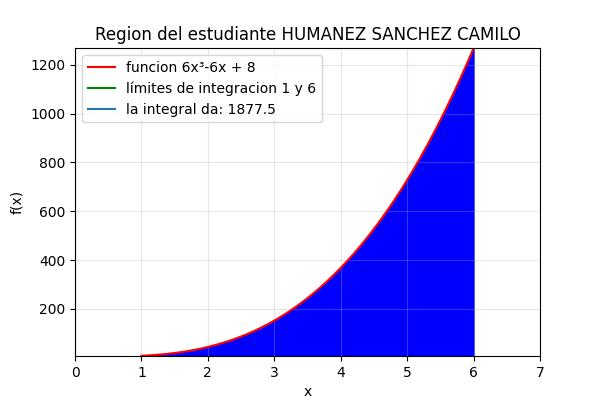 Region del estudiante HUMANEZ SANCHEZ CAMILO
funcion 6x³-6x + 8
límites de integracion 1 y 6
la integral da: 1877.5
1200
1000
800
600
400
200
f(x)
0 1 2 3 4 5 6 7
x